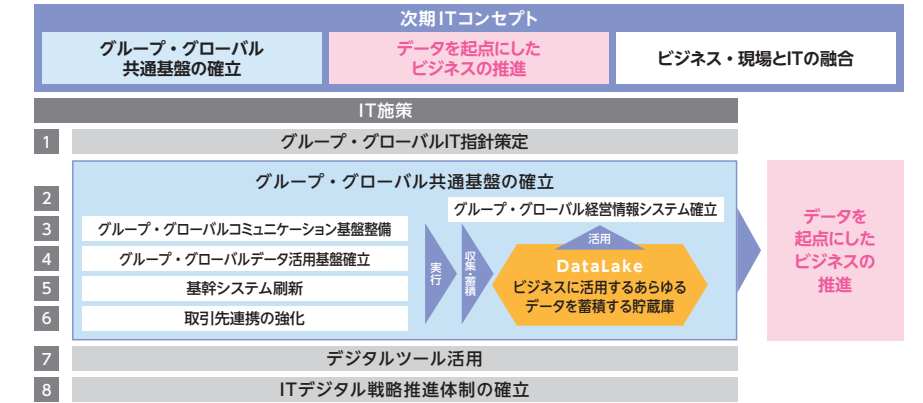 次期ITコンセプト
グループ・グローバル
共通基盤の確立
データを起点にした
ビジネスの推進
ビジネス・現場とITの融合
IT施策
1
グループ・グローバルIT指針策定
グループ・グローバル共通基盤の確立
2
グループ・グローバル経営情報システム確立
3
グループ・グローバルコミュニケーション基盤整備
4
グループ・グローバルデータ活用基盤確立
5
基幹システム刷新
6
取引先連携の強化
実行
収集・蓄積
活用
DataLake
ビジネスに活用するあらゆる
データを蓄積する貯蔵庫
データを
起点にした
ビジネスの
推進
7
デジタルツール活用
8
ITデジタル戦略推進体制の確立